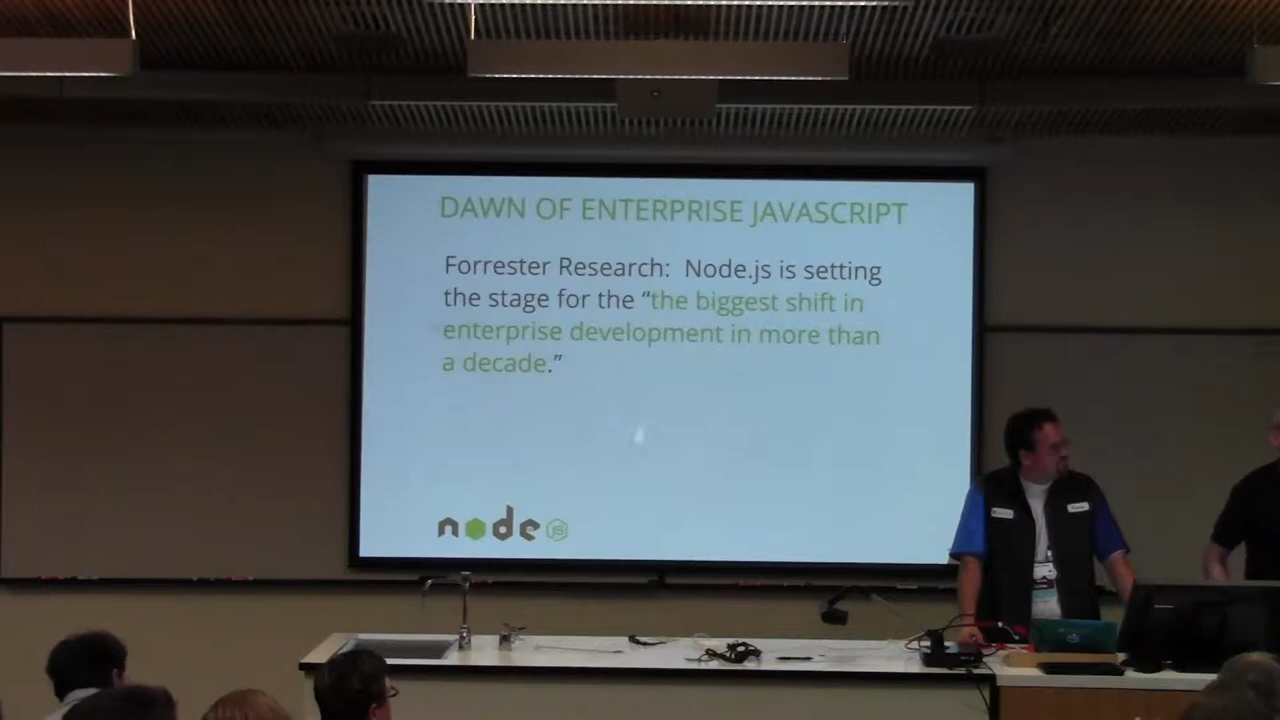 DAWN OF ENTERPRISE JAVASCRIPT
Forrester Research: Node.js is setting
the stage for the “the biggest shift in
enterprise development in more than
a decade.”
node JS